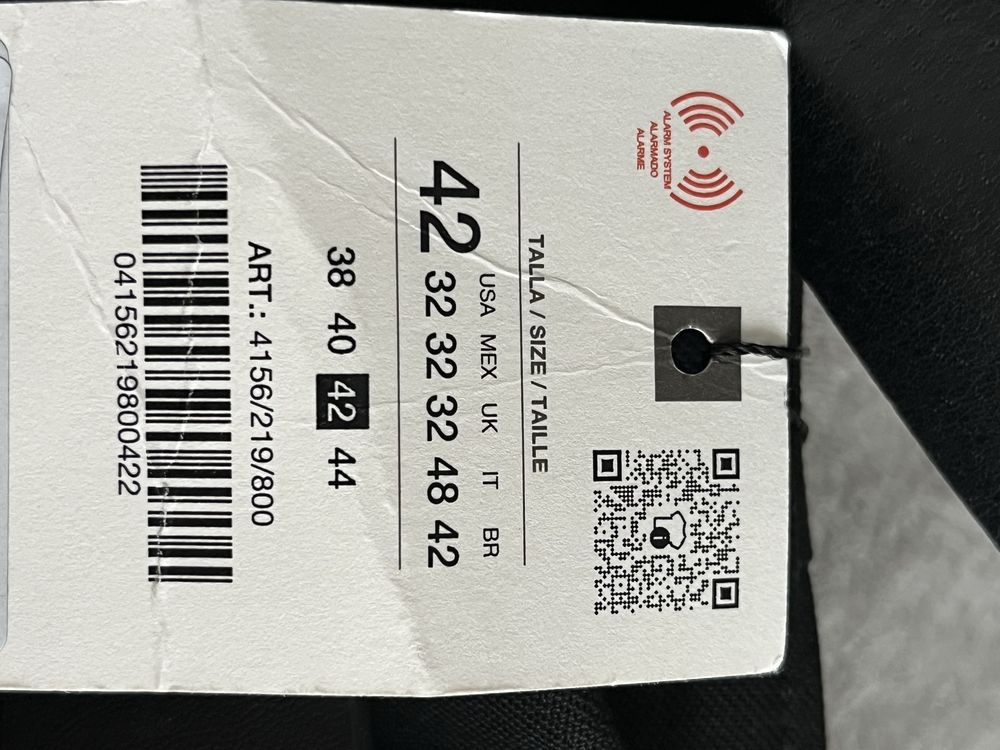 ALARM SYSTEM
ALARMADO
ALARME
TALLA / SIZE / TAILLE
USA MEX UK IT BR
42 32 32 32 48 42
38 40 42 44
ART.: 4156/219/800
04156219800422